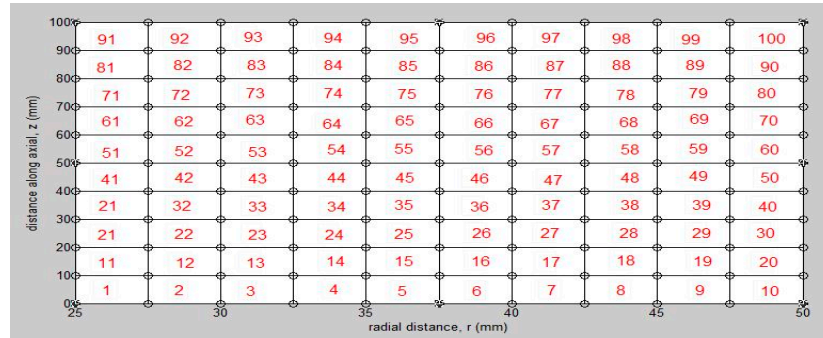 100 91 92 93 94 95 96 97 98 99 100
90
81 82 83 84 85 86 87 88 89 90
80
71 72 73 74 75 76 77 78 79 80
70
61 62 63 64 65 66 67 68 69 70
60
51 52 53 54 55 56 57 58 59 60
50
41 42 43 44 45 46 47 48 49 50
40
21 32 33 34 35 36 37 38 39 40
30
21 22 23 24 25 26 27 28 29 30
20
11 12 13 14 15 16 17 18 19 20
10
1 2 3 4 5 6 7 8 9 10
0
25 30 35 40 45 50
radial distance, r (mm)
distance along axial, z (mm)